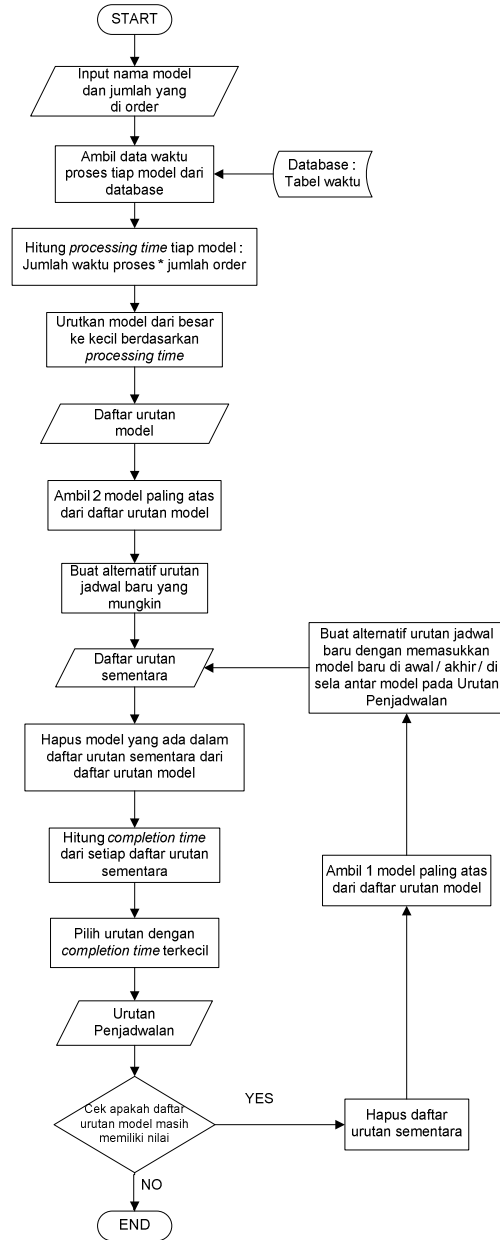 START
Input nama model
dan jumlah yang
di order
Ambil data waktu
proses tiap model dari
database
Database :
Tabel waktu
Hitung processing time tiap model :
Jumlah waktu proses * jumlah order
Urutkan model dari besar
ke kecil berdasarkan
processing time
Daftar urutan
model
Ambil 2 model paling atas
dari daftar urutan model
Buat alternatif urutan
jadwal baru yang
mungkin
Daftar urutan
sementara
Buat alternatif urutan jadwal
baru dengan memasukkan
model baru di awal / akhir / di
sela antar model pada Urutan
Penjadwalan
Hapus model yang ada dalam
daftar urutan sementara dari
daftar urutan model
Hitung completion time
dari setiap daftar urutan
sementara
Ambil 1 model paling atas
dari daftar urutan model
Pilih urutan dengan
completion time terkecil
Urutan
Penjadwalan
Cek apakah daftar
urutan model masih
memiliki nilai
YES
Hapus daftar
urutan sementara
NO
END